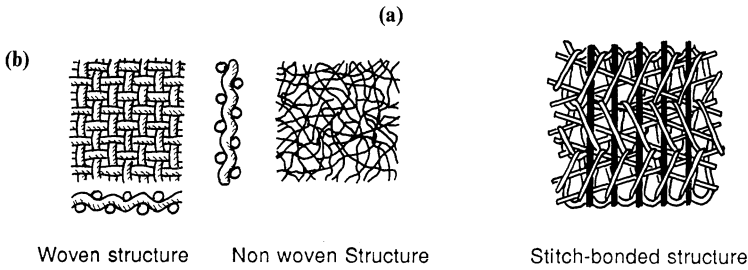 (a)
(b)
Woven structure
Non woven Structure
Stitch-bonded structure